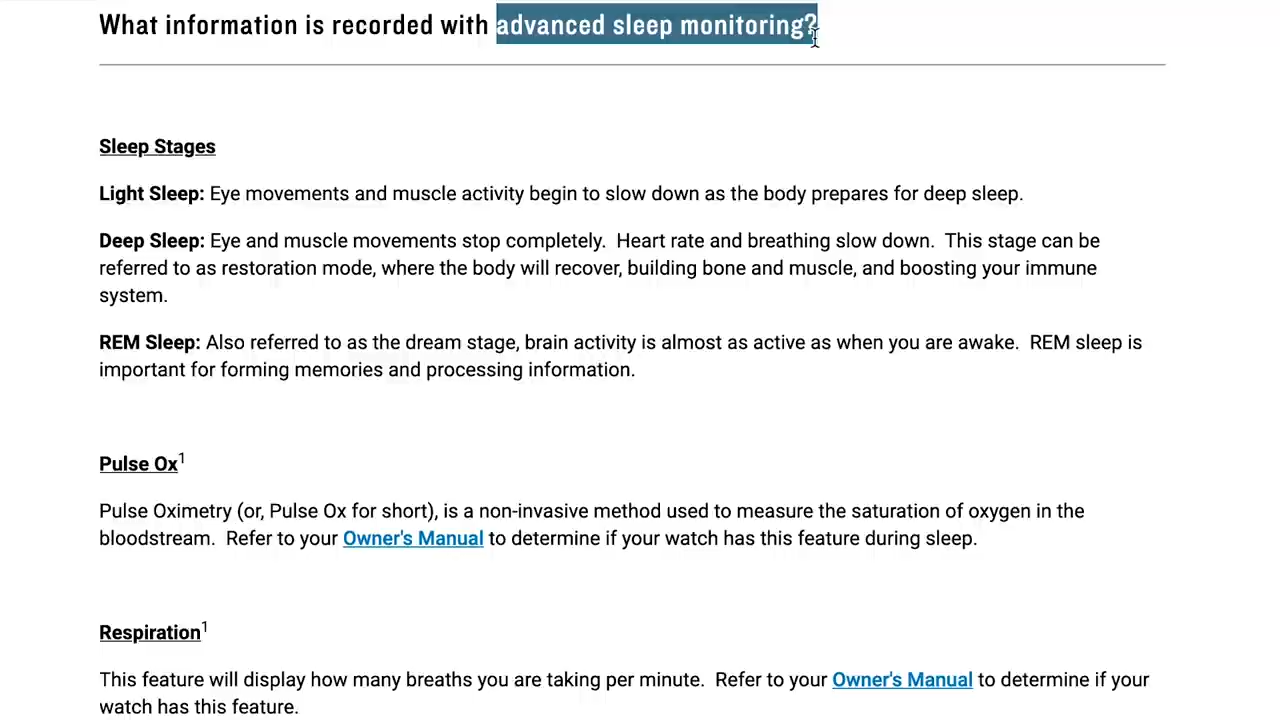 What information is recorded with advanced sleep monitoring?
Sleep Stages
Light Sleep: Eye movements and muscle activity begin to slow down as the body prepares for deep sleep.
Deep Sleep: Eye and muscle movements stop completely.  Heart rate and breathing slow down.  This stage can be
referred to as restoration mode, where the body will recover, building bone and muscle, and boosting your immune
system.
REM Sleep: Also referred to as the dream stage, brain activity is almost as active as when you are awake.  REM sleep is
important for forming memories and processing information.
Pulse Ox1
Pulse Oximetry (or, Pulse Ox for short), is a non-invasive method used to measure the saturation of oxygen in the
bloodstream.  Refer to your Owner's Manual to determine if your watch has this feature during sleep.
Respiration1
This feature will display how many breaths you are taking per minute.  Refer to your Owner's Manual to determine if your
watch has this feature.